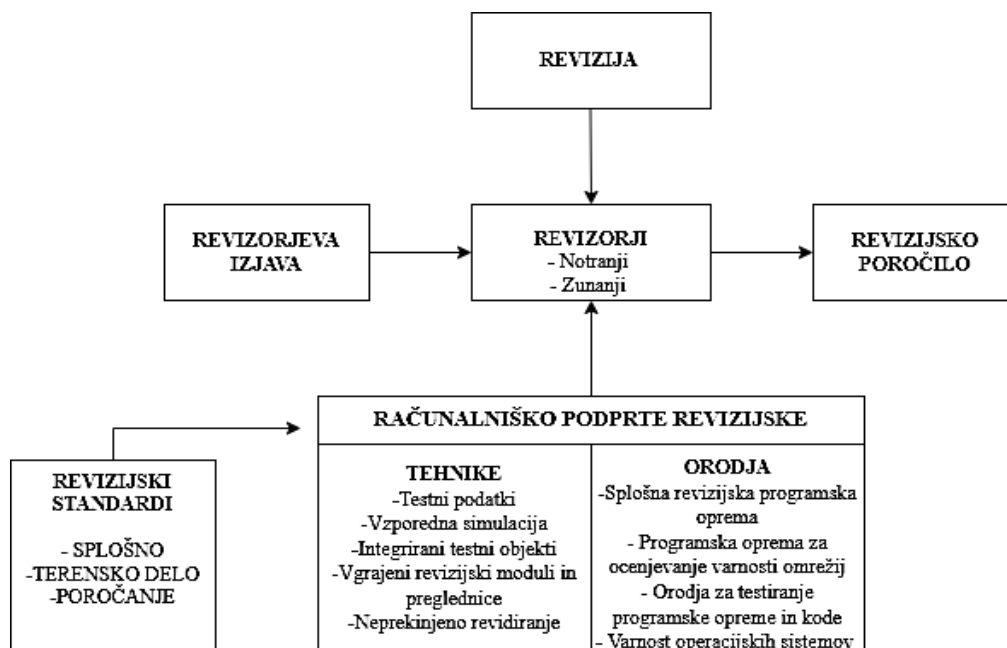 REVIZIJA
REVIZORJEVA
IZJAVA
REVIZORJI
- Notranji
- Zunanji
REVIZIJSKO
POROČILO
RAČUNALNIŠKO PODPRTE REVIZIJSKE
REVIZIJSKI
STANDARDI
- SPLOŠNO
-TERENSKO DELO
-POROČANJE
TEHNIKE
-Testni podatki
-Vzporedna simulacija
-Integrirani testni objekti
-Vgrajeni revizijski moduli in
preglednice
-Neprekinjeno revidiranje
ORODJA
-Splošna revizijska programska
oprema
- Programska oprema za
ocenjevanje varnosti omrežij
- Orodja za testiranje
programske opreme in kode
- Varnost operacijskih sistemov